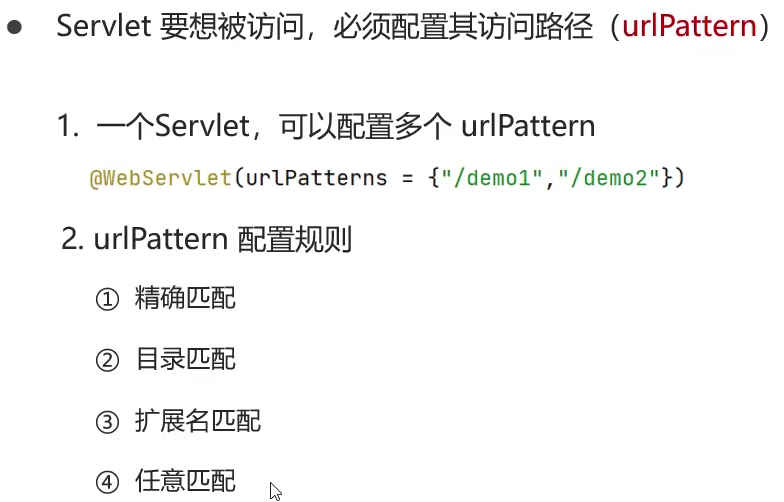 ● Servlet 要想被访问，必须配置其访问路径（urlPattern）
1. 一个Servlet，可以配置多个 urlPattern
@WebServlet(urlPatterns = {"/demo1","/demo2"})
2. urlPattern 配置规则
① 精确匹配
② 目录匹配
③ 扩展名匹配
④ 任意匹配